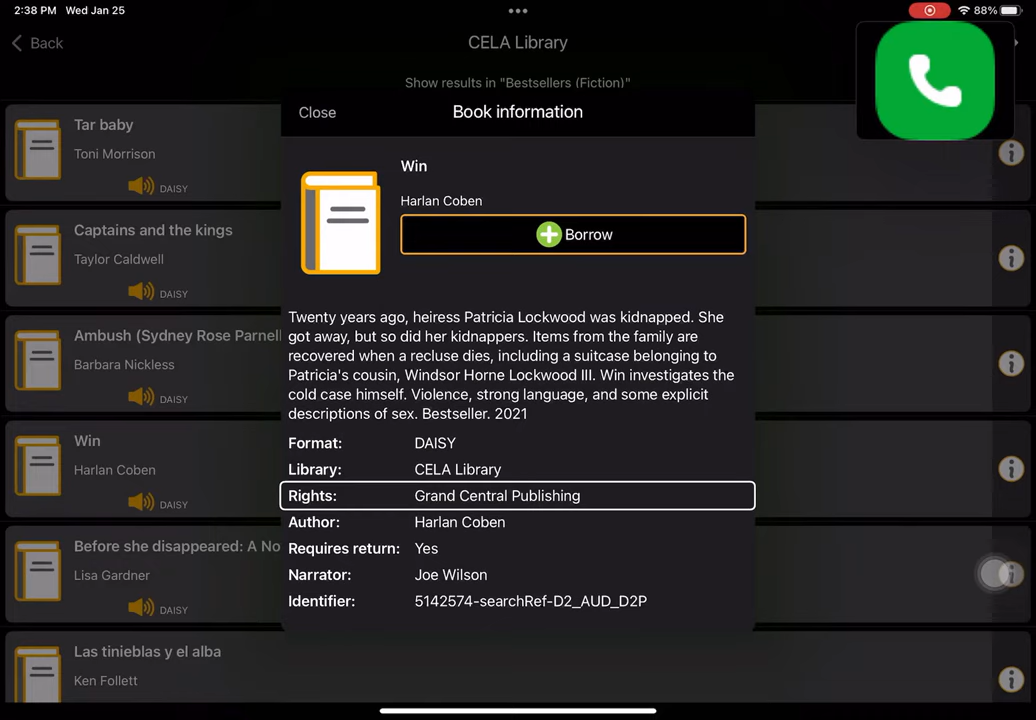 2:38 PM Wed Jan 25
88%
Back
CELA Library
Show results in "Bestsellers (Fiction)"
Close
Book information
Tar baby
Toni Morrison
DAISY
Captains and the kings
Taylor Caldwell
DAISY
Ambush (Sydney Rose Parnell
Barbara Nickless
DAISY
Win
Harlan Coben
DAISY
Before she disappeared: A No
Lisa Gardner
DAISY
Las tinieblas y el alba
Ken Follett
Win
Harlan Coben
Borrow
Twenty years ago, heiress Patricia Lockwood was kidnapped. She
got away, but so did her kidnappers. Items from the family are
recovered when a recluse dies, including a suitcase belonging to
Patricia's cousin, Windsor Horne Lockwood III. Win investigates the
cold case himself. Violence, strong language, and some explicit
descriptions of sex. Bestseller. 2021
Format: DAISY
Library: CELA Library
Rights: Grand Central Publishing
Author: Harlan Coben
Requires return: Yes
Narrator: Joe Wilson
Identifier: 5142574-searchRef-D2_AUD_D2P